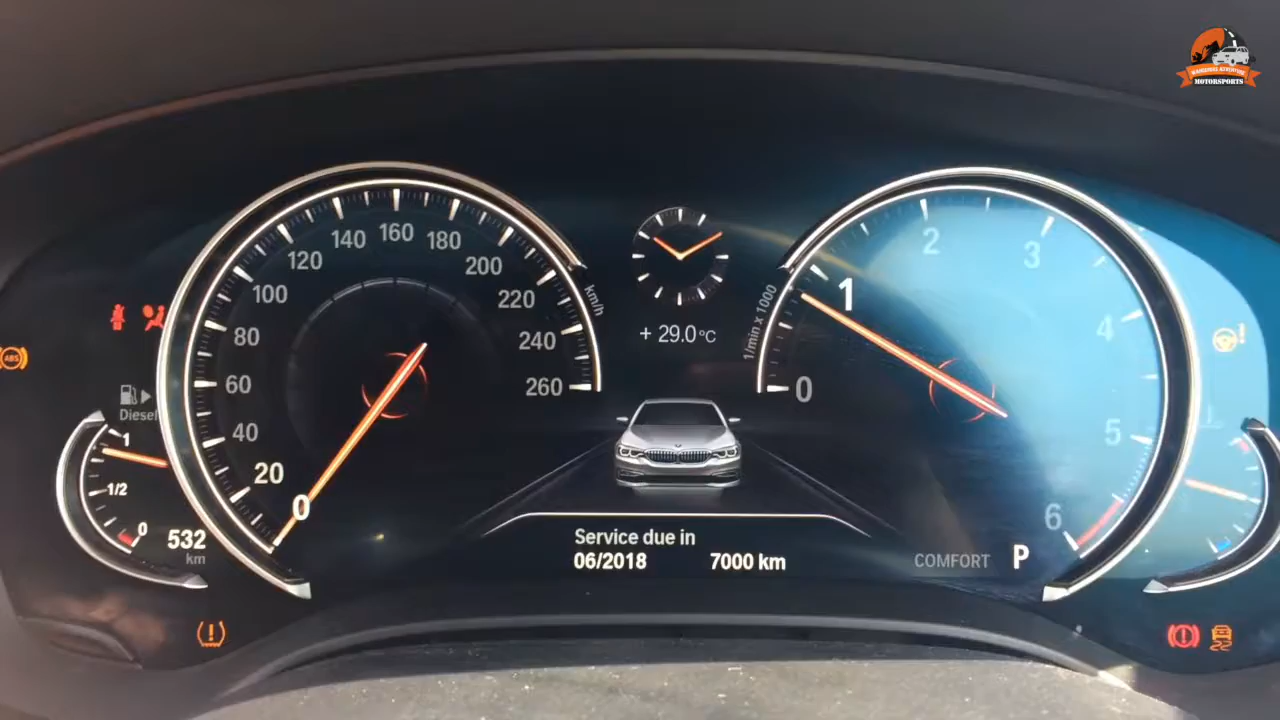 MOTORSPORTS
140 160 180
120 200
100 220
80 240
60 260
40
20
0
km/h
+ 29.0°C
1/min x 1000
0
1
2
3
4
5
6
ABS
Diesel
1
1/2
0
532
km
Service due in
06/2018 7000 km
COMFORT P